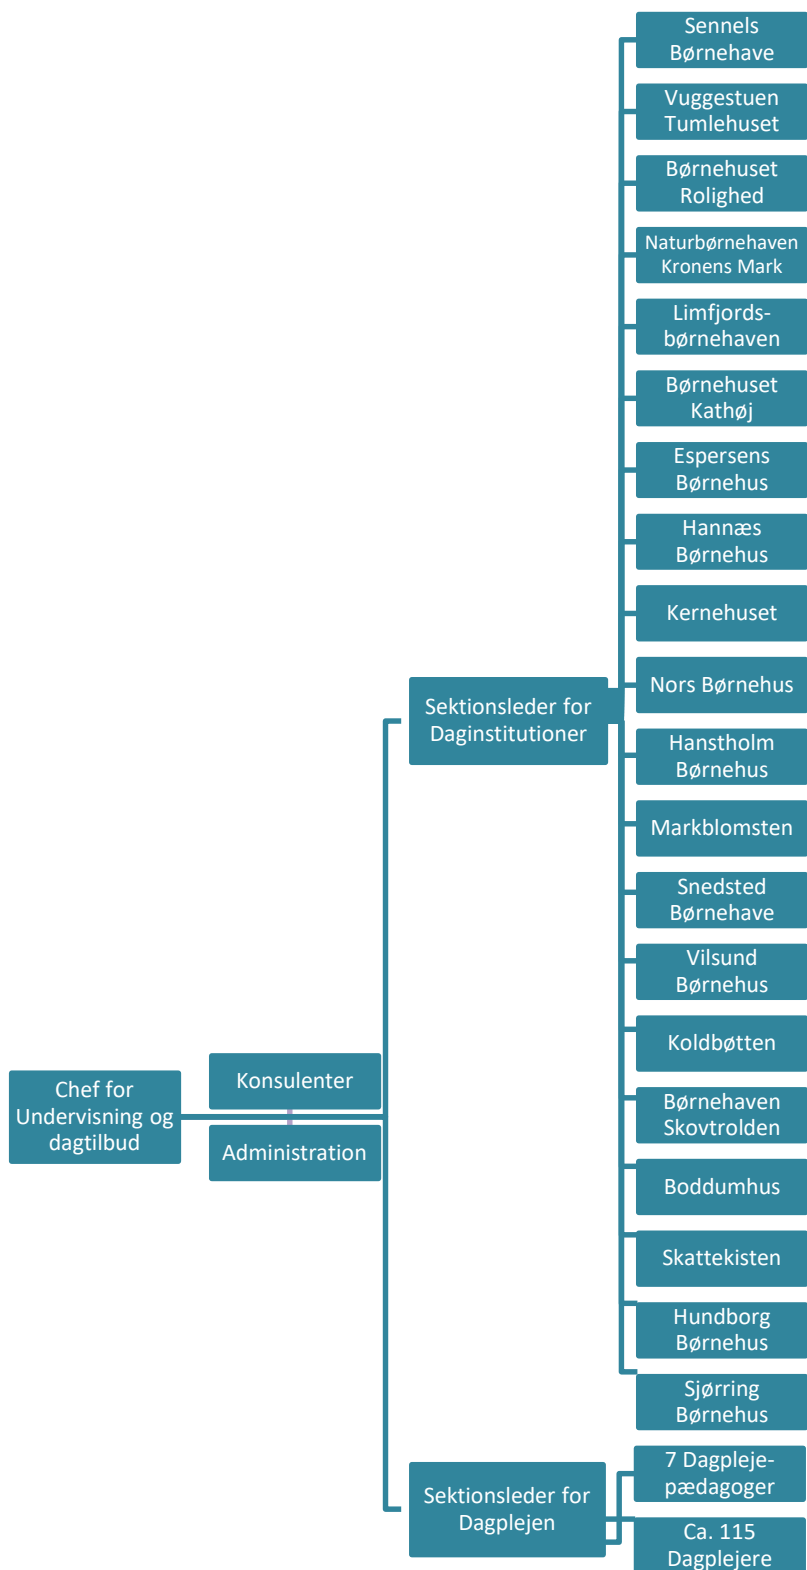 Sennels
Børnehave
Vuggestuen
Tumlehuset
Børnehuset
Rolighed
Naturbørnehaven
Kronens Mark
Limfjords-
børnehaven
Børnehuset
Kathøj
Espersens
Børnehus
Hannæs
Børnehus
Kernehuset
Sektionsleder for
Daginstitutioner
Nors Børnehus
Hanstholm
Børnehus
Markblomsten
Snedsted
Børnehave
Vilsund
Børnehus
Koldbøtten
Chef for
Undervisning og
dagtilbud
Konsulenter
Administration
Børnehaven
Skovtrolden
Boddumhus
Skattekisten
Hundborg
Børnehus
Sjørring
Børnehus
Sektionsleder for
Dagplejen
7 Dagpleje-
pædagoger
Ca. 115
Dagplejere